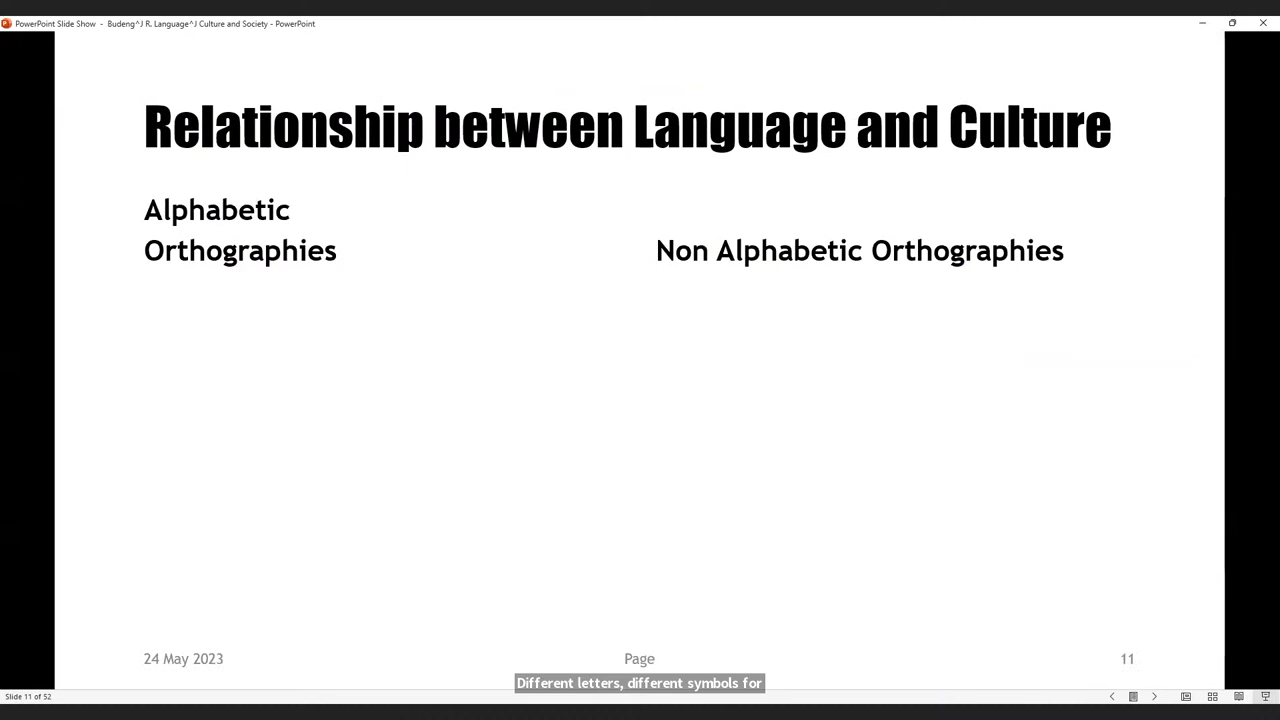 PowerPoint Slide Show - Budeng^J R. Language^J Culture and Society - PowerPoint
Relationship between Language and Culture
Alphabetic
Orthographies
Non Alphabetic Orthographies
24 May 2023
Page
11
Different letters, different symbols for
Slide 11 of 52